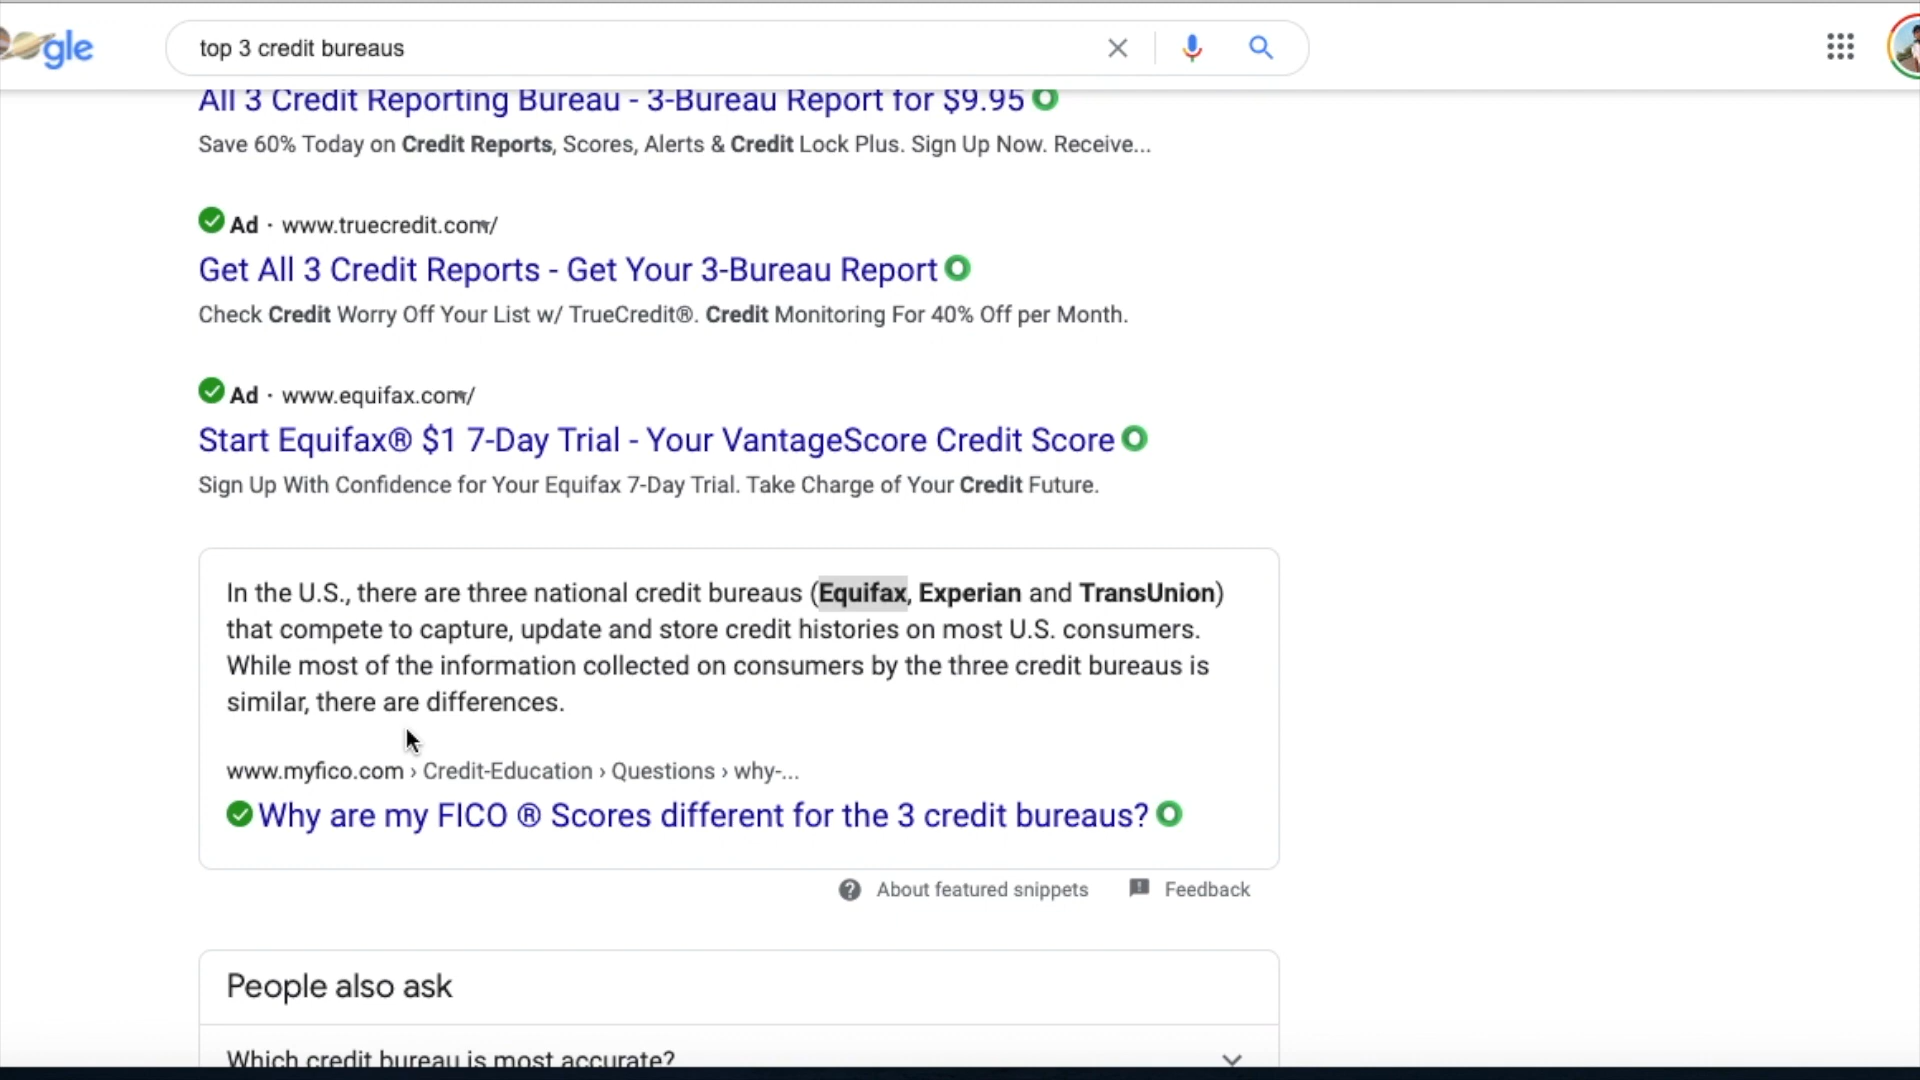 gle
top 3 credit bureaus
All 3 Credit Reporting Bureau - 3-Bureau Report for $9.95
Save 60% Today on Credit Reports, Scores, Alerts & Credit Lock Plus. Sign Up Now. Receive...
Ad · www.truecredit.com/
Get All 3 Credit Reports - Get Your 3-Bureau Report
Check Credit Worry Off Your List w/ TrueCredit®. Credit Monitoring For 40% Off per Month.
Ad · www.equifax.com/
Start Equifax® $1 7-Day Trial - Your VantageScore Credit Score
Sign Up With Confidence for Your Equifax 7-Day Trial. Take Charge of Your Credit Future.
In the U.S., there are three national credit bureaus (Equifax, Experian and TransUnion)
that compete to capture, update and store credit histories on most U.S. consumers.
While most of the information collected on consumers by the three credit bureaus is
similar, there are differences.
www.myfico.com › Credit-Education › Questions › why-...
Why are my FICO ® Scores different for the 3 credit bureaus?
About featured snippets Feedback
People also ask
Which credit bureau is most accurate?